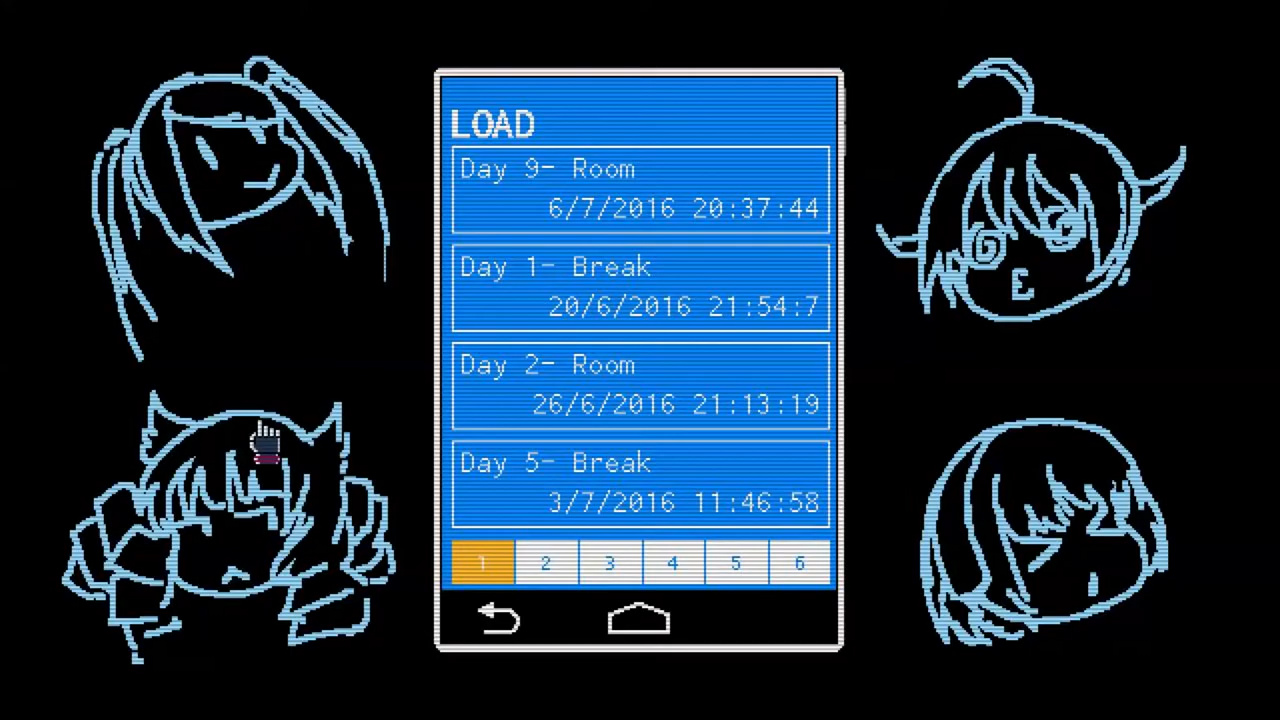 LOAD
Day 9- Room
6/7/2016 20:37:44
Day 1- Break
20/6/2016 21:54:7
Day 2- Room
26/6/2016 21:13:19
Day 5- Break
3/7/2016 11:46:58
1 2 3 4 5 6